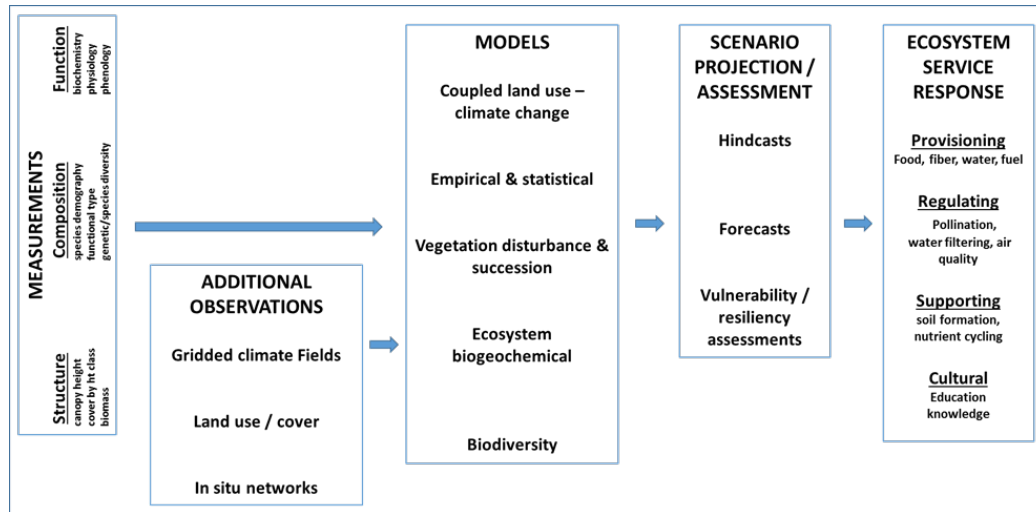 MEASUREMENTS
Function
biochemistry
physiology
phenology
Composition
species demography
functional type
genetic/species diversity
Structure
canopy height
cover by ht class
biomass
ADDITIONAL
OBSERVATIONS
Gridded climate Fields
Land use / cover
In situ networks
MODELS
Coupled land use –
climate change
Empirical & statistical
Vegetation disturbance &
succession
Ecosystem
biogeochemical
Biodiversity
SCENARIO
PROJECTION /
ASSESSMENT
Hindcasts
Forecasts
Vulnerability /
resiliency
assessments
ECOSYSTEM
SERVICE
RESPONSE
Provisioning
Food, fiber, water, fuel
Regulating
Pollination,
water filtering, air
quality
Supporting
soil formation,
nutrient cycling
Cultural
Education
knowledge